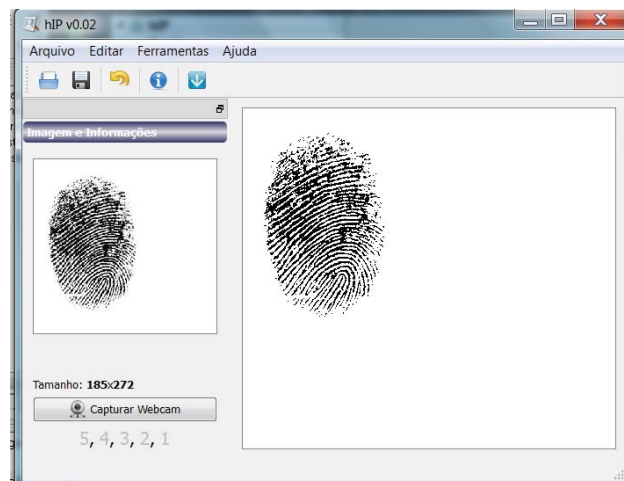 hIP v0.02
Arquivo Editar Ferramentas Ajuda
Imagem e Informações
Tamanho: 185x272
Capturar Webcam
5, 4, 3, 2, 1